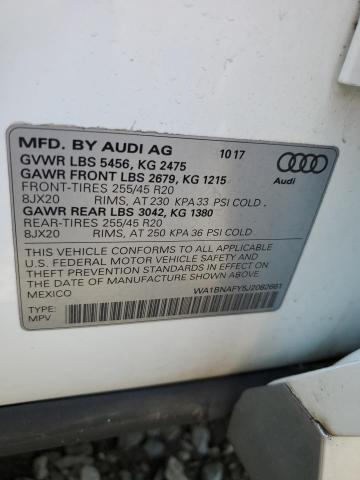 MFD. BY AUDI AG 10 17
GVWR LBS 5456, KG 2475
GAWR FRONT LBS 2679, KG 1215
FRONT-TIRES 255/45 R20
8JX20 RIMS, AT 230 KPA 33 PSI COLD .
GAWR REAR LBS 3042, KG 1380
REAR-TIRES 255/45 R20
8JX20 RIMS, AT 250 KPA 36 PSI COLD .
Audi
THIS VEHICLE CONFORMS TO ALL APPLICABLE
U.S. FEDERAL MOTOR VEHICLE SAFETY
AND THEFT PREVENTION STANDARDS IN EFFECT ON
THE DATE OF MANUFACTURE SHOWN ABOVE.
MEXICO
WA1BNAFY5J2082661
TYPE:
MPV